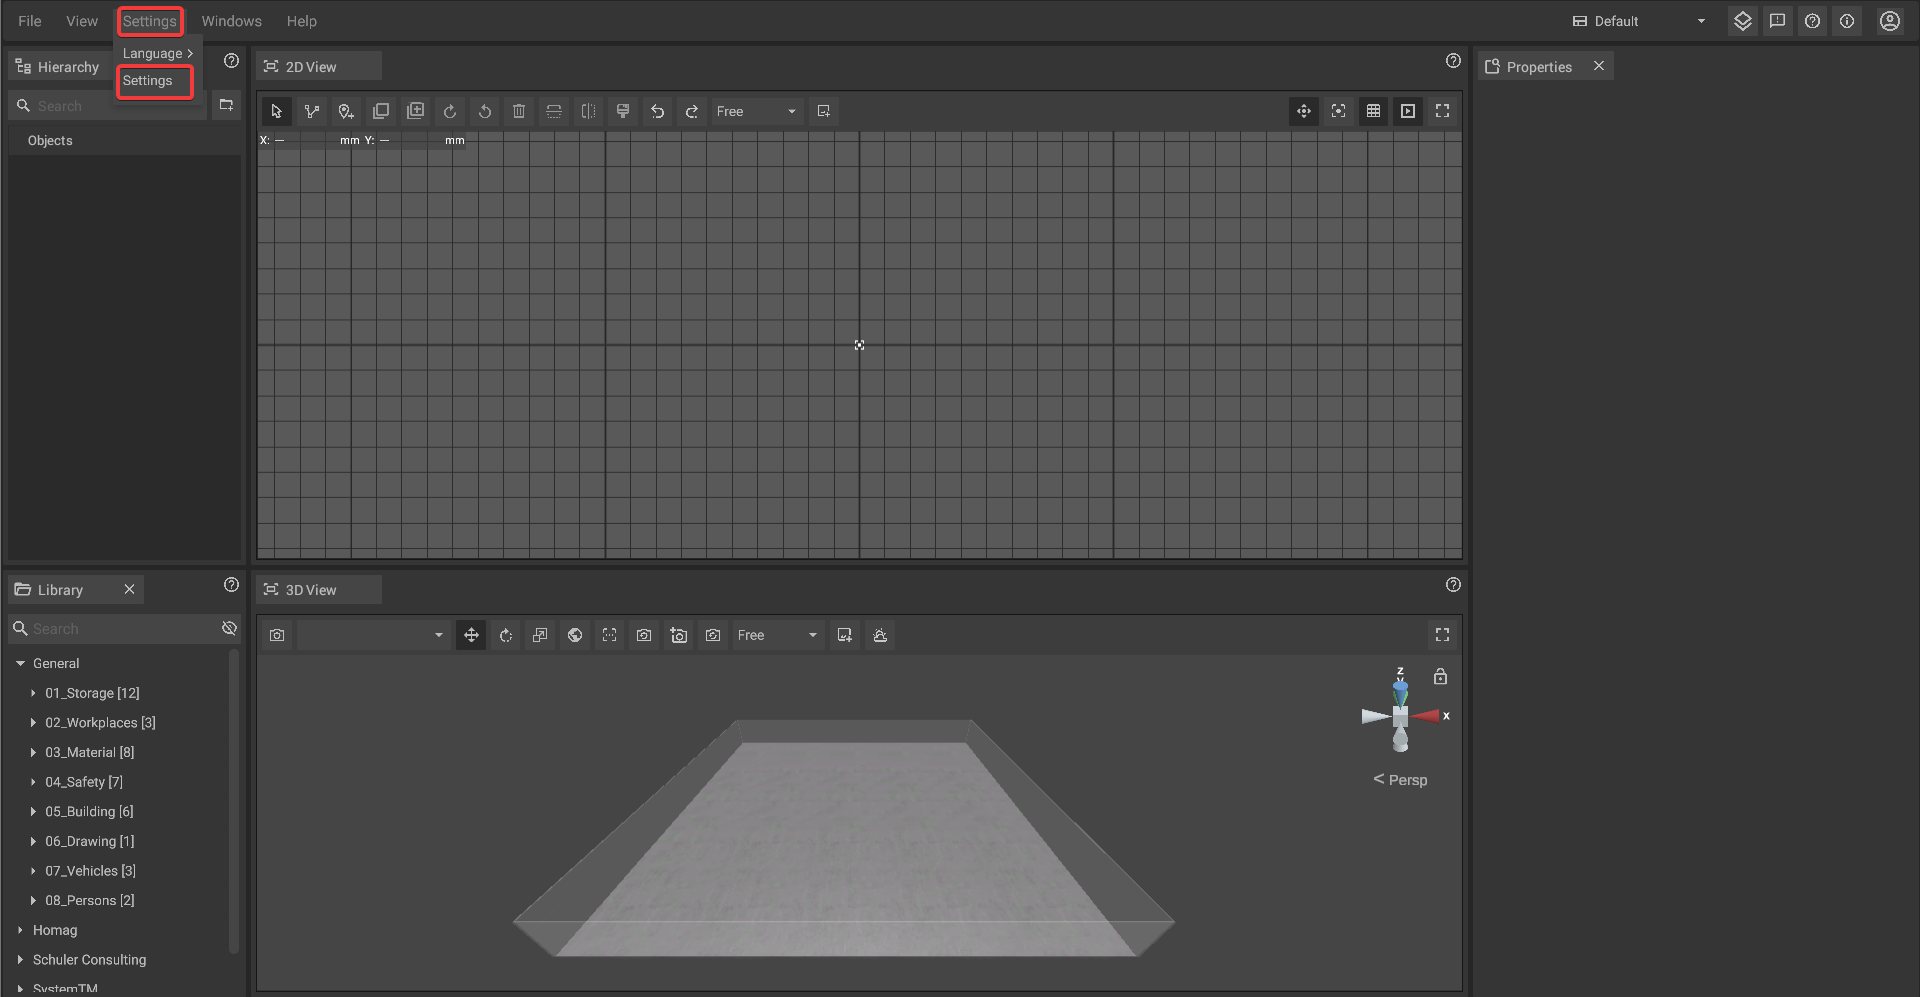 File View Settings Windows Help Default
Language
Settings
Hierarchy
2D View
Properties
Search
Free
Objects
X: — mm Y: — mm
Library
3D View
Search
Free
General
01_Storage [12]
02_Workplaces [3]
03_Material [8]
04_Safety [7]
05_Building [6]
06_Drawing [1]
07_Vehicles [3]
08_Persons [2]
Homag
Schuler Consulting
SystemTM
Z
Y
X
< Persp